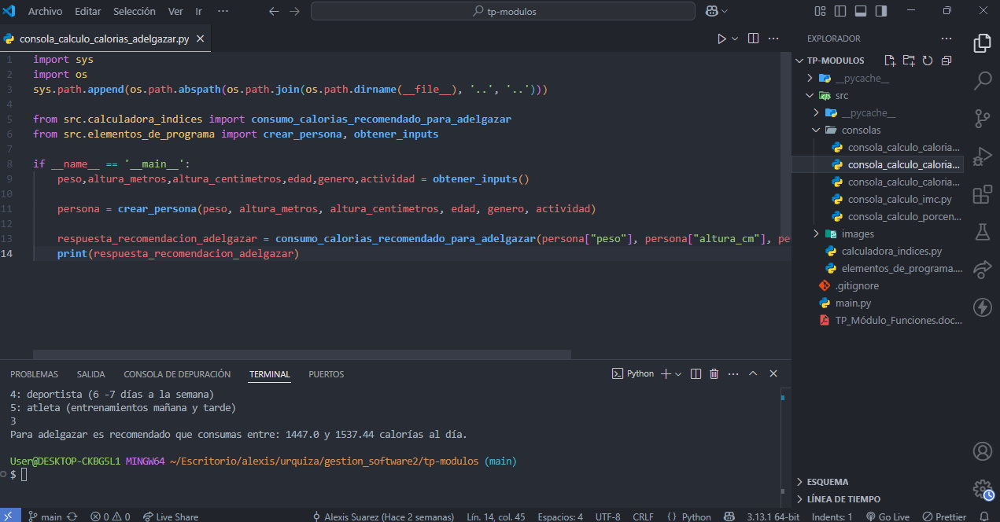 Archivo Editar Selección Ver Ir ··· tp-modulos
consola_calculo_calorias_adelgazar.py
1 import sys
2 import os
3 sys.path.append(os.path.abspath(os.path.join(os.path.dirname(__file__), '..', '..')))
4
5 from src.calculadora_indices import consumo_calorias_recomendado_para_adelgazar
6 from src.elementos_de_programa import crear_persona, obtener_inputs
7
8 if __name__ == '__main__':
9 peso,altura_metros,altura_centimetros,edad,genero,actividad = obtener_inputs()
10
11 persona = crear_persona(peso, altura_metros, altura_centimetros, edad, genero, actividad)
12
13 respuesta_recomendacion_adelgazar = consumo_calorias_recomendado_para_adelgazar(persona["peso"], persona["altura_cm"], pe
14 print(respuesta_recomendacion_adelgazar)
EXPLORADOR ···
TP-MODULOS
__pycache__
src
__pycache__
consolas
consola_calculo_caloria...
consola_calculo_caloria...
consola_calculo_caloria...
consola_calculo_imc.py
consola_calculo_porcen...
images
calculadora_indices.py
elementos_de_programa....
.gitignore
main.py
TP_Módulo_Funciones.doc...
PROBLEMAS SALIDA CONSOLA DE DEPURACIÓN TERMINAL PUERTOS Python
4: deportista (6 -7 días a la semana)
5: atleta (entrenamientos mañana y tarde)
3
Para adelgazar es recomendado que consumas entre: 1447.0 y 1537.44 calorías al día.
User@DESKTOP-CKBG5L1 MINGW64 ~/Escritorio/alexis/urquiza/gestion_software2/tp-modulos (main)
$
ESQUEMA
LÍNEA DE TIEMPO
main 0 0 Live Share Alexis Suarez (Hace 2 semanas) Lín. 14, col. 45 Espacios: 4 UTF-8 CRLF {} Python 3.13.1 64-bit Indents: 1 Go Live Prettier